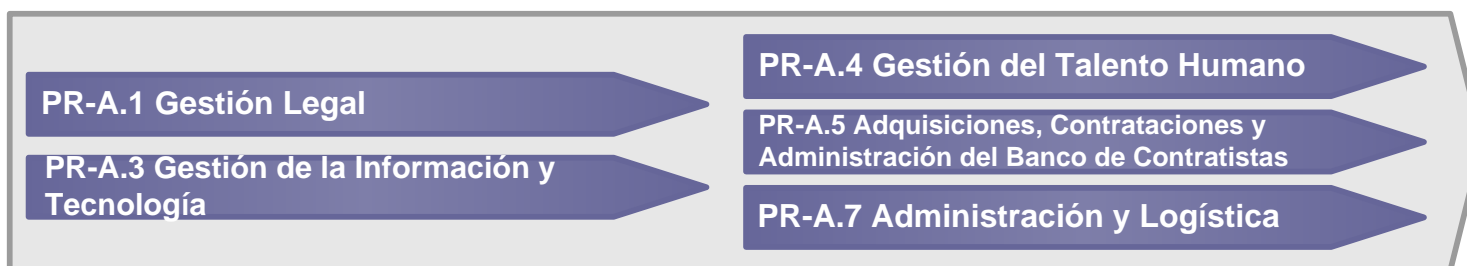 PR-A.1 Gestión Legal
PR-A.3 Gestión de la Información y
Tecnología
PR-A.4 Gestión del Talento Humano
PR-A.5 Adquisiciones, Contrataciones y
Administración del Banco de Contratistas
PR-A.7 Administración y Logística